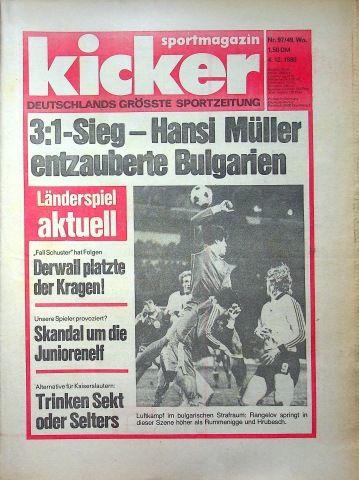 sportmagazin
kicker
DEUTSCHLANDS GRÖSSTE SPORTZEITUNG
Nr. 97/49. Wo.
1,50 DM
4. 12. 1980
3:1-Sieg – Hansi Müller
entzauberte Bulgarien
Länderspiel
aktuell
„Fall Schuster" hat Folgen
Derwall platzte
der Kragen!
Unsere Spieler provoziert?
Skandal um die
Juniorenelf
Alternative für Kaiserslautern:
Trinken Sekt
oder Selters
Luftkampf im bulgarischen Strafraum: Rangelov springt in
dieser Szene höher als Rummenigge und Hrubesch.
9